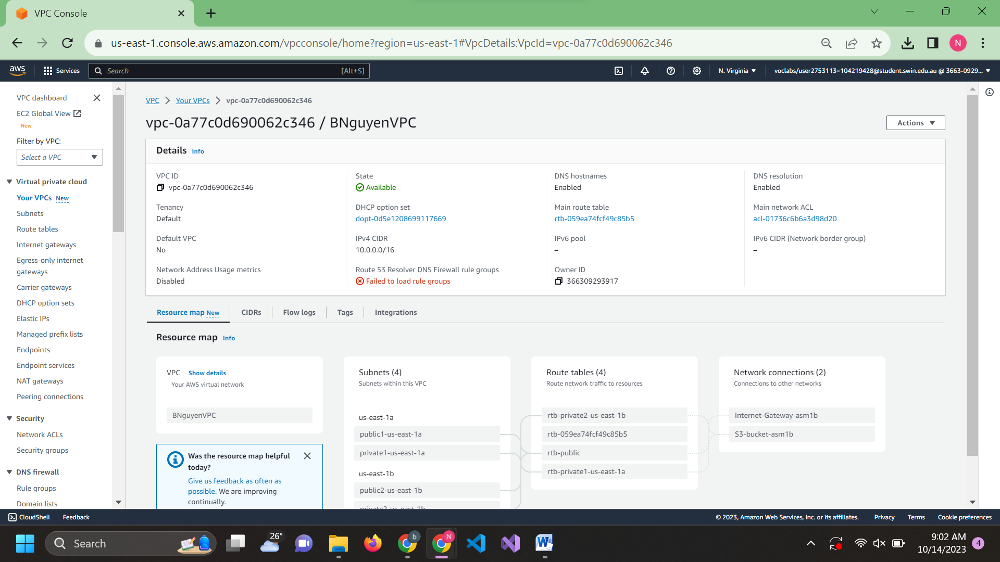 VPC Console
us-east-1.console.aws.amazon.com/vpcconsole/home?region=us-east-1#VpcDetails:VpcId=vpc-0a77c0d690062c346
N
aws
Services
Search
[Alt+S]
N. Virginia
voclabs/user2753113=104219428@student.swin.edu.au @ 3663-0929...
VPC dashboard
EC2 Global View
New
Filter by VPC:
Select a VPC
Virtual private cloud
Your VPCs New
Subnets
Route tables
Internet gateways
Egress-only internet
gateways
Carrier gateways
DHCP option sets
Elastic IPs
Managed prefix lists
Endpoints
Endpoint services
NAT gateways
Peering connections
Security
Network ACLs
Security groups
DNS firewall
Rule groups
Domain lists
VPC
Your VPCs
vpc-0a77c0d690062c346
vpc-0a77c0d690062c346 / BNguyenVPC
Actions
Details Info
VPC ID
vpc-0a77c0d690062c346
State
Available
DNS hostnames
Enabled
DNS resolution
Enabled
Tenancy
Default
DHCP option set
dopt-0d5e1208699117669
Main route table
rtb-059ea74fcf49c85b5
Main network ACL
acl-01736c6b6a3d98d20
Default VPC
No
IPv4 CIDR
10.0.0.0/16
IPv6 pool
–
IPv6 CIDR (Network border group)
–
Network Address Usage metrics
Disabled
Route 53 Resolver DNS Firewall rule groups
Failed to load rule groups
Owner ID
366309293917
Resource map New
CIDRs
Flow logs
Tags
Integrations
Resource map Info
VPC Show details
Your AWS virtual network
BNguyenVPC
Was the resource map helpful
today?
Give us feedback as often as
possible. We are improving
continually.
Subnets (4)
Subnets within this VPC
us-east-1a
public1-us-east-1a
private1-us-east-1a
us-east-1b
public2-us-east-1b
private2-us-east-1b
Route tables (4)
Route network traffic to resources
rtb-private2-us-east-1b
rtb-059ea74fcf49c85b5
rtb-public
rtb-private1-us-east-1a
Network connections (2)
Connections to other networks
Internet-Gateway-asm1b
S3-bucket-asm1b
CloudShell
Feedback
© 2023, Amazon Web Services, Inc. or its affiliates.
Privacy
Terms
Cookie preferences
Search
26°
b
N
W
9:02 AM
10/14/2023
4